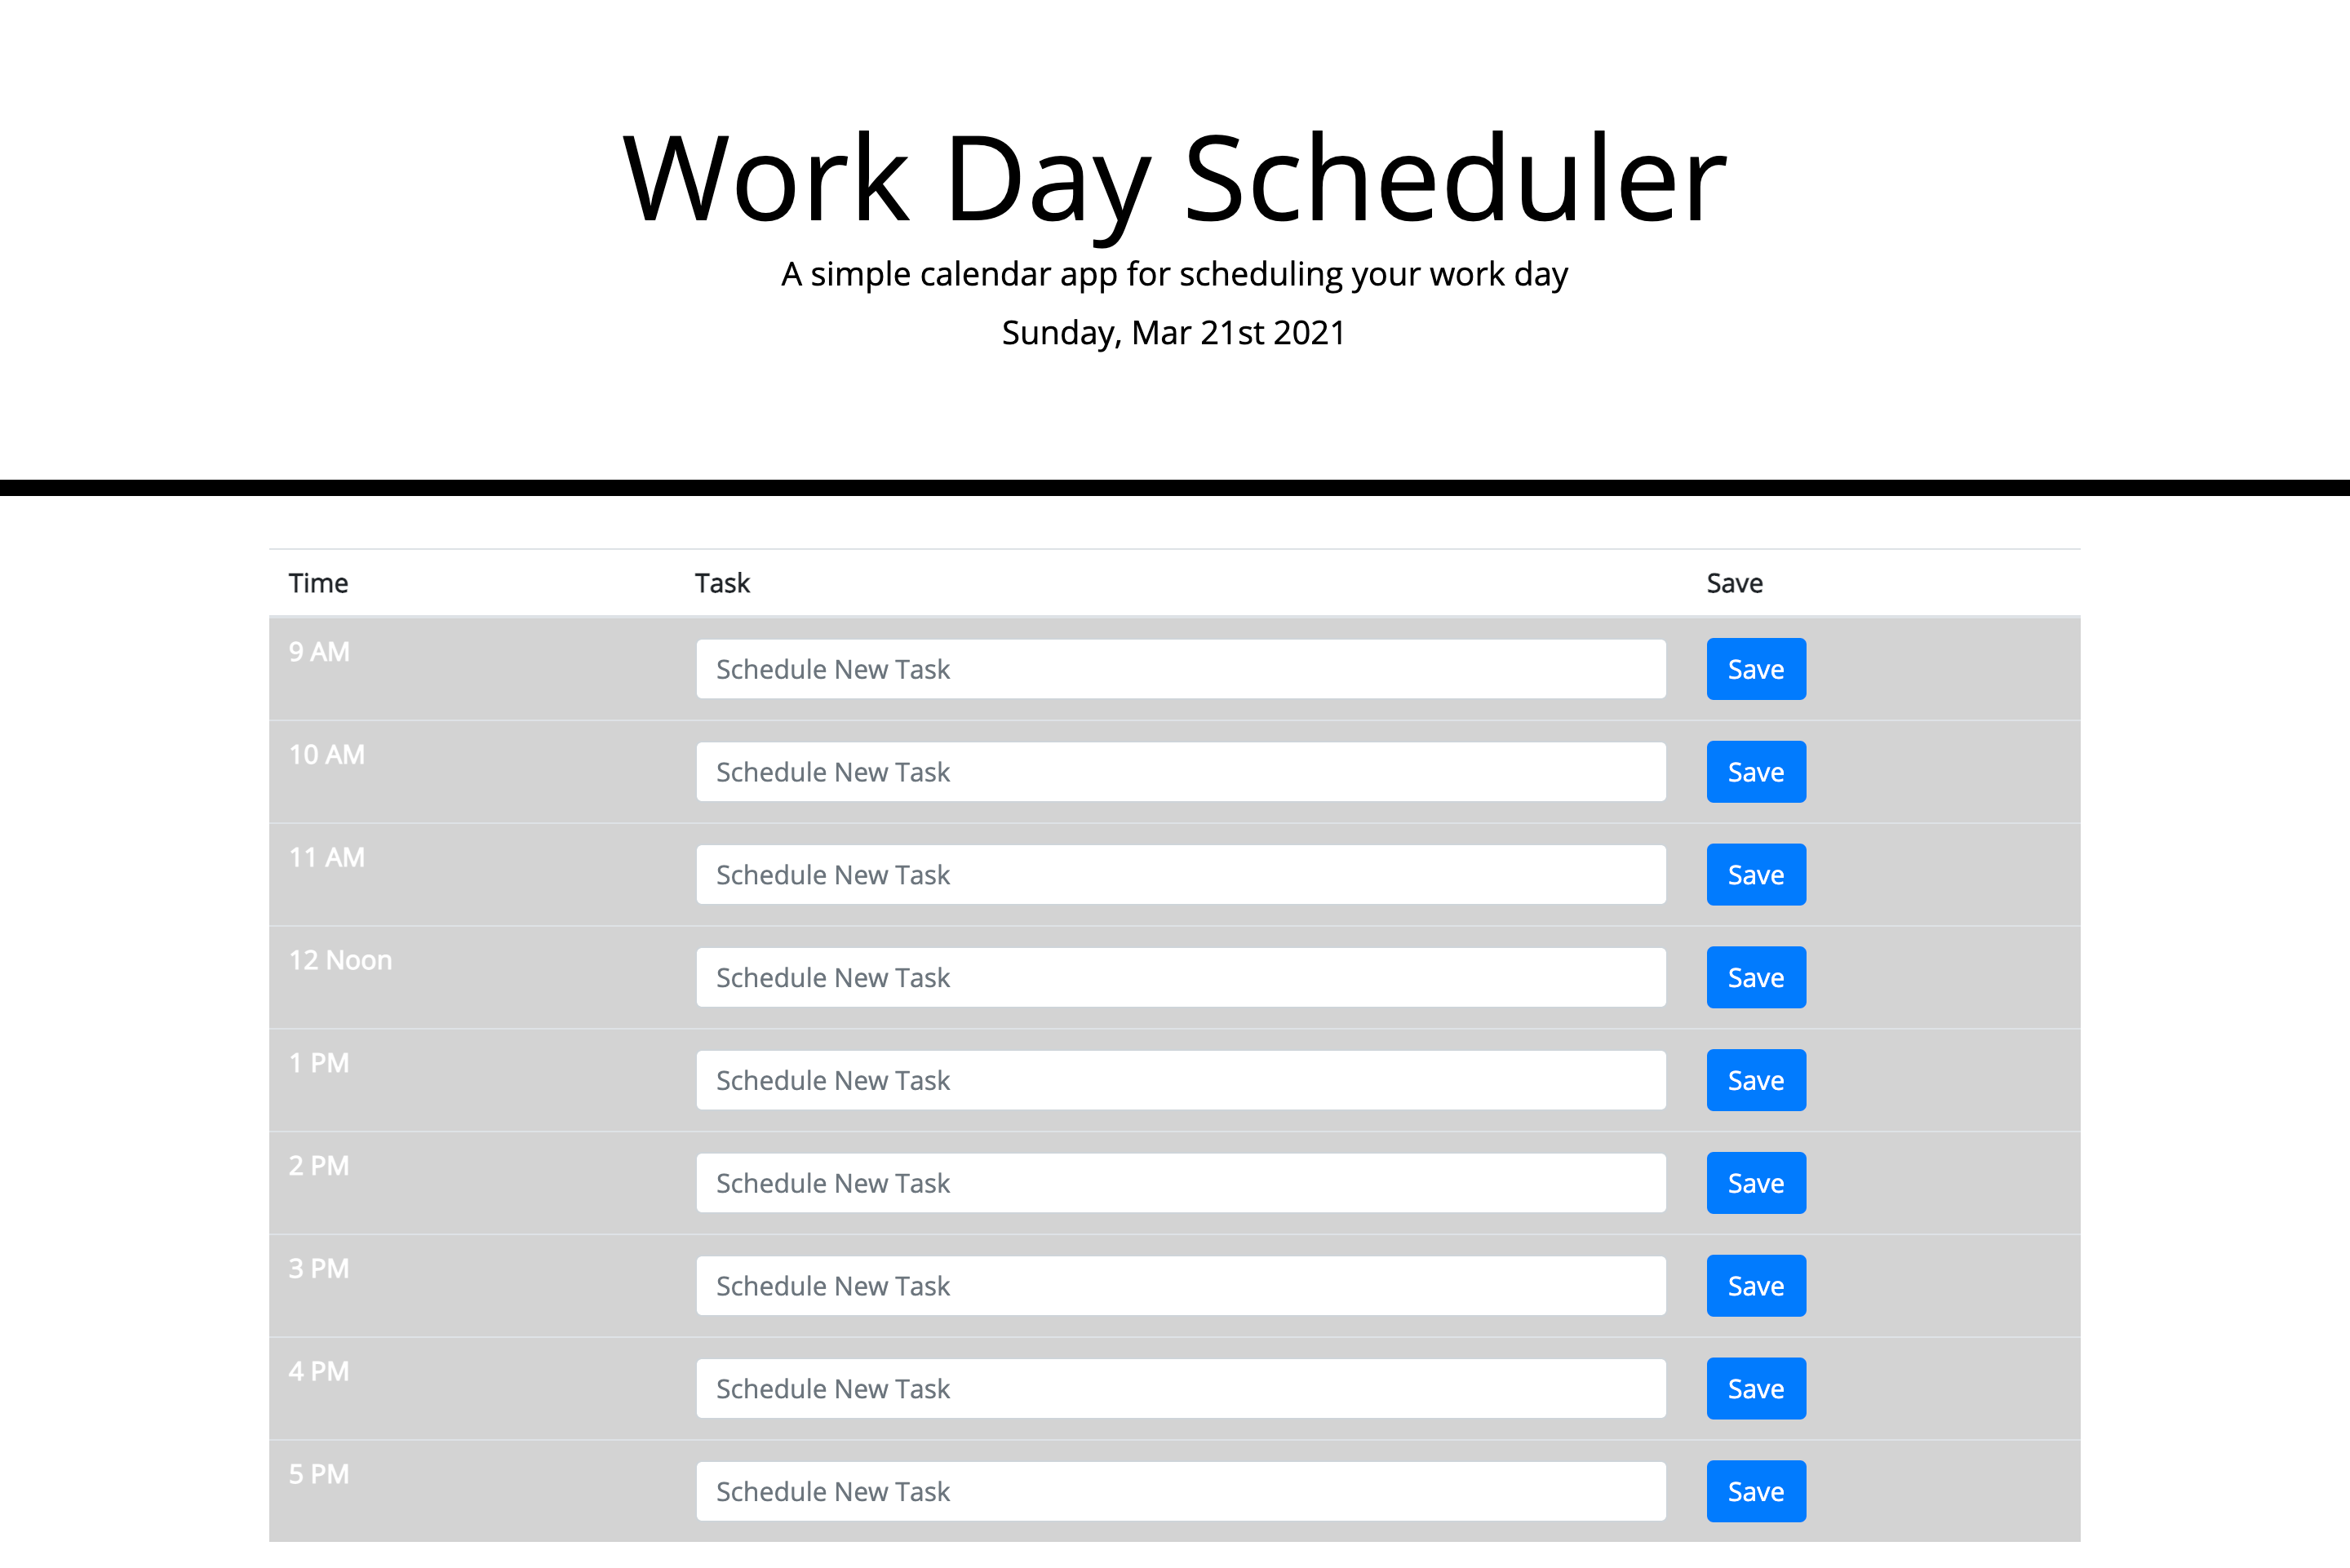 Work Day Scheduler
A simple calendar app for scheduling your work day
Sunday, Mar 21st 2021
Time Task Save
9 AM Schedule New Task Save
10 AM Schedule New Task Save
11 AM Schedule New Task Save
12 Noon Schedule New Task Save
1 PM Schedule New Task Save
2 PM Schedule New Task Save
3 PM Schedule New Task Save
4 PM Schedule New Task Save
5 PM Schedule New Task Save